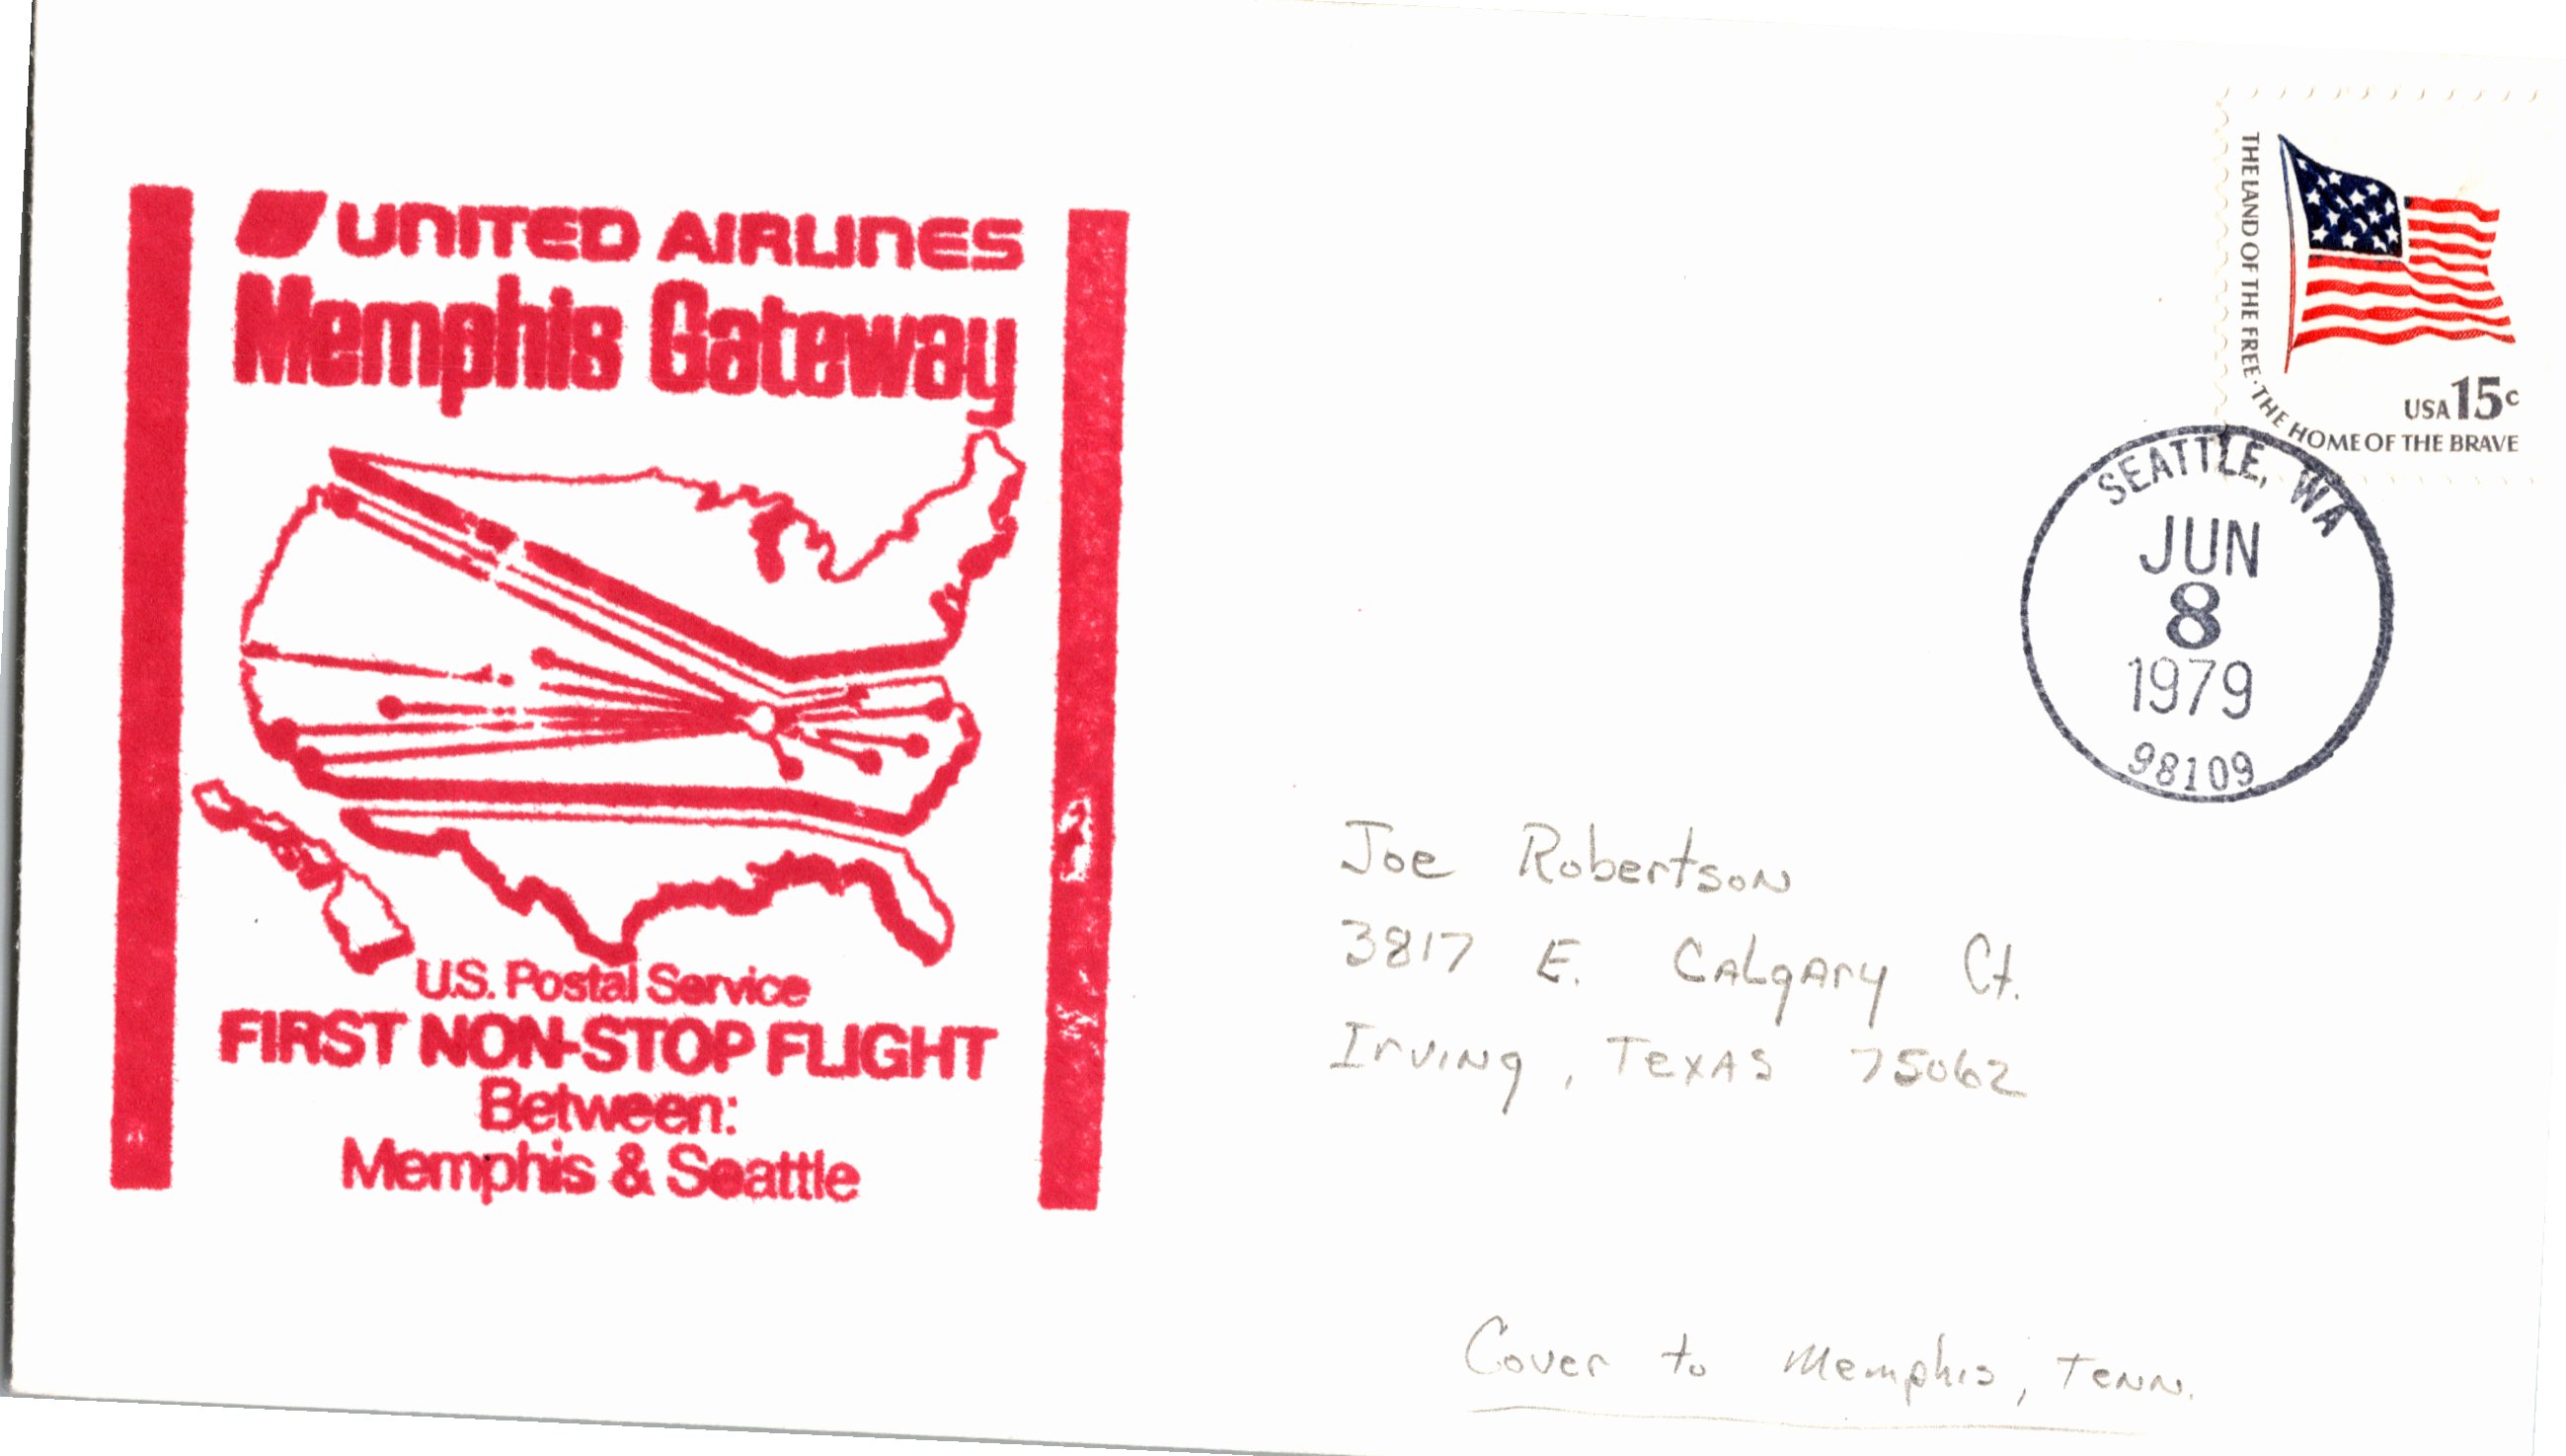 UNITED AIRLINES
Memphis Gateway
U.S. Postal Service
FIRST NON-STOP FLIGHT
Between:
Memphis & Seattle
THE LAND OF THE FREE · THE HOME OF THE BRAVE
USA 15c
SEATTLE, WA
JUN
8
1979
98109
Joe Robertson
3817 E. Calgary Ct.
Irving, Texas 75062
Cover to Memphis, Tenn.